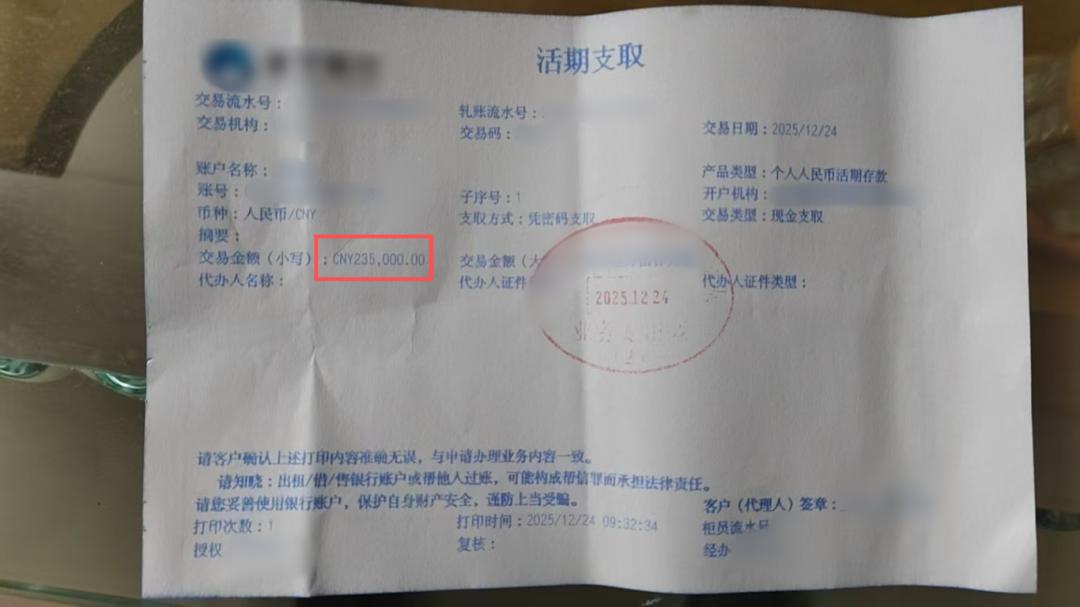 活期支取
交易流水号：
轧账流水号：
交易机构：
交易码：
交易日期：2025/12/24
账户名称：
产品类型：个人人民币活期存款
账号：
子序号：1
开户机构：
币种：人民币/CNY
支取方式：凭密码支取
交易类型：现金支取
摘要：
交易金额（小写）：CNY235,000.00
交易金额（大
代办人名称：
代办人证件
代办人证件类型：
2025.12.24
业务
请客户确认上述打印内容准确无误，与申请办理业务内容一致。
请知晓：出租/借/售银行账户或帮他人过账，可能构成帮信罪而承担法律责任。
请您妥善使用银行账户，保护自身财产安全，谨防上当受骗。
客户（代理人）签章：
打印次数：1
打印时间：2025/12/24 09:32:34
柜员流水号
授权
复核：
经办